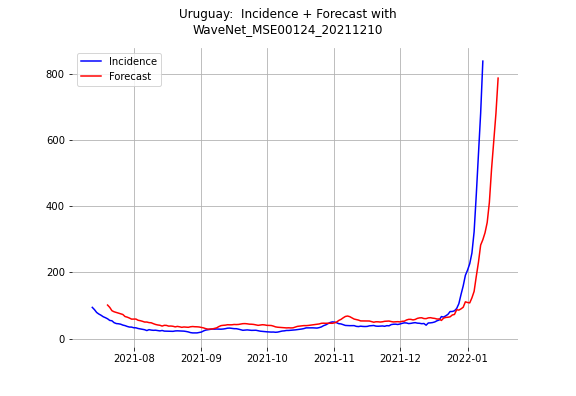 Uruguay:  Incidence + Forecast with
WaveNet_MSE00124_20211210
Incidence
Forecast
800
600
400
200
0
2021-08
2021-09
2021-10
2021-11
2021-12
2022-01